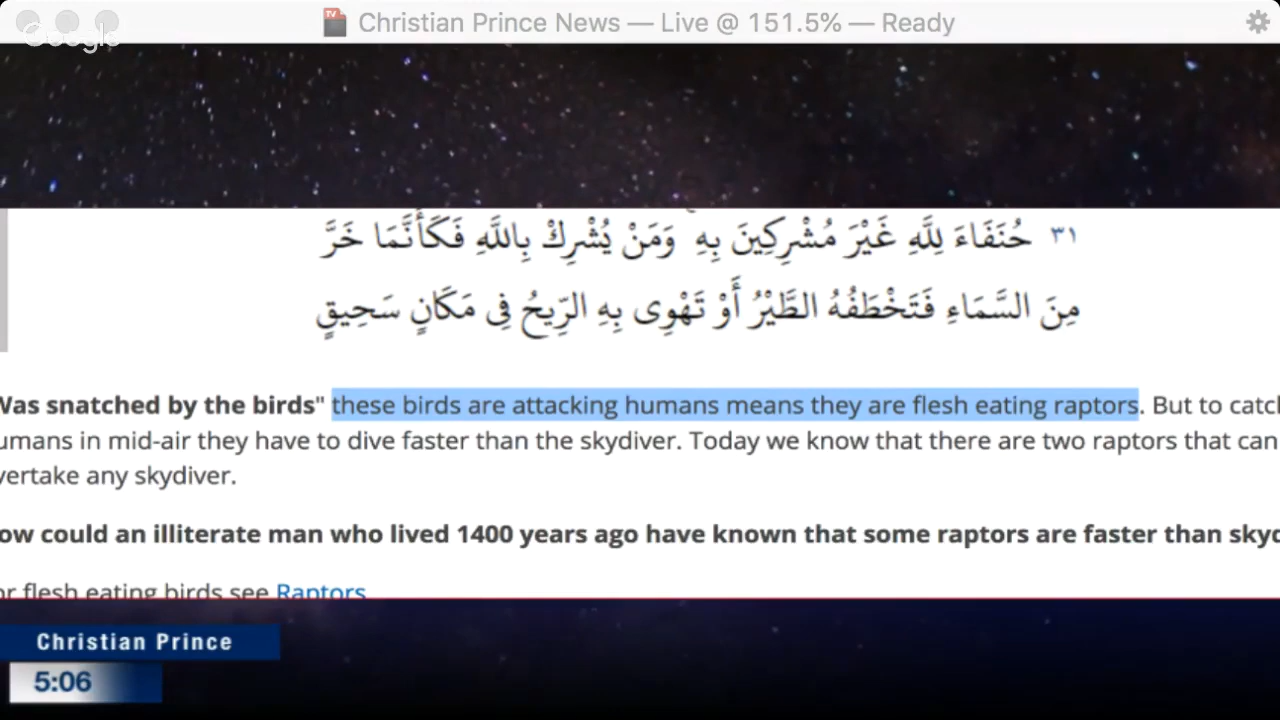 Christian Prince News — Live @ 151.5% — Ready
Google
٣١ حُنَفَاءَ لِلَّهِ غَيْرَ مُشْرِكِينَ بِهِ وَمَنْ يُشْرِكْ بِاللَّهِ فَكَأَنَّمَا خَرَّ
مِنَ السَّمَاءِ فَتَخْطَفُهُ الطَّيْرُ أَوْ تَهْوِى بِهِ الرِّيحُ فِى مَكَانٍ سَحِيقٍ
Was snatched by the birds" these birds are attacking humans means they are flesh eating raptors. But to catc
umans in mid-air they have to dive faster than the skydiver. Today we know that there are two raptors that can
vertake any skydiver.
ow could an illiterate man who lived 1400 years ago have known that some raptors are faster than skyd
or flesh eating birds see Raptors
Christian Prince
5:06